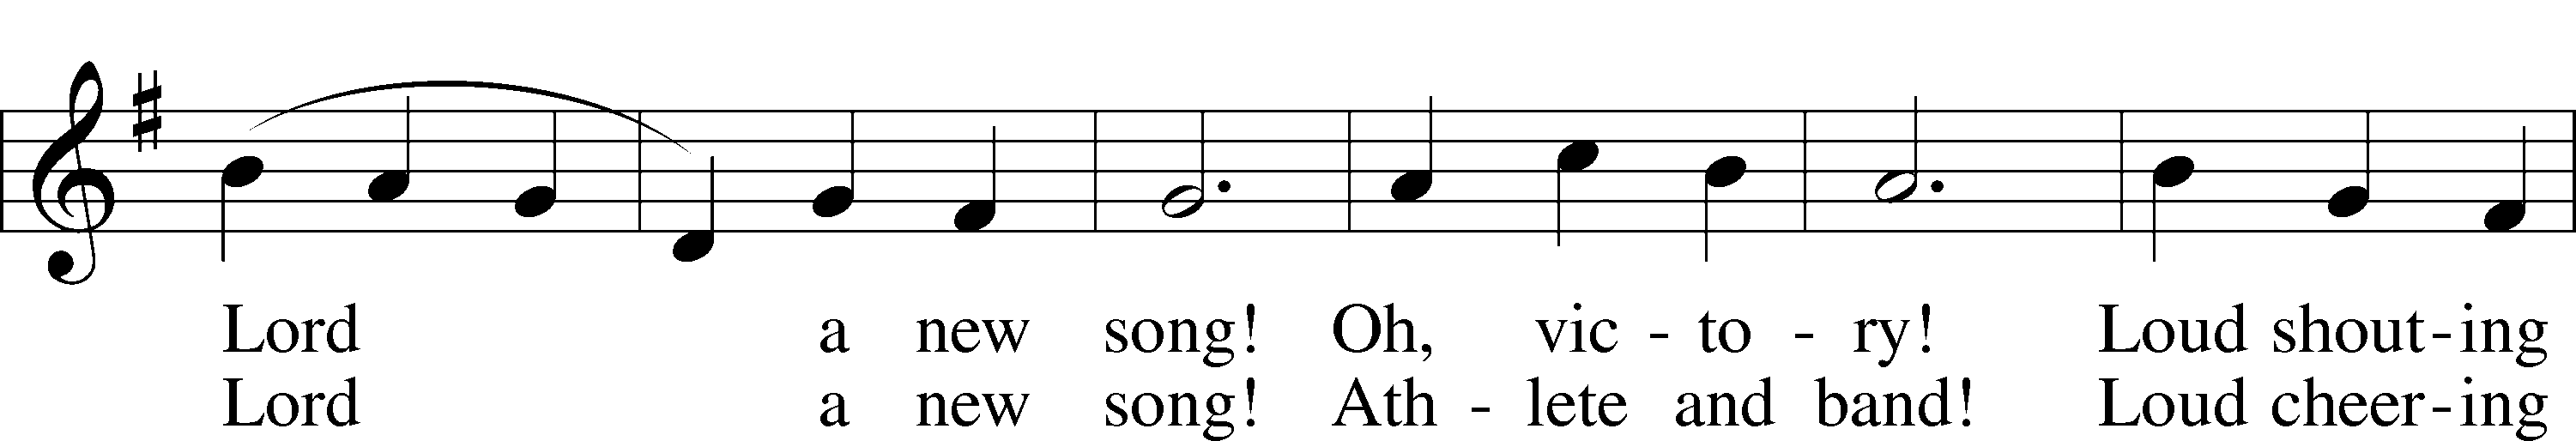 Lord a new song! Oh, vic - to - ry! Loud shout-ing
Lord a new song! Ath - lete and band! Loud cheer-ing